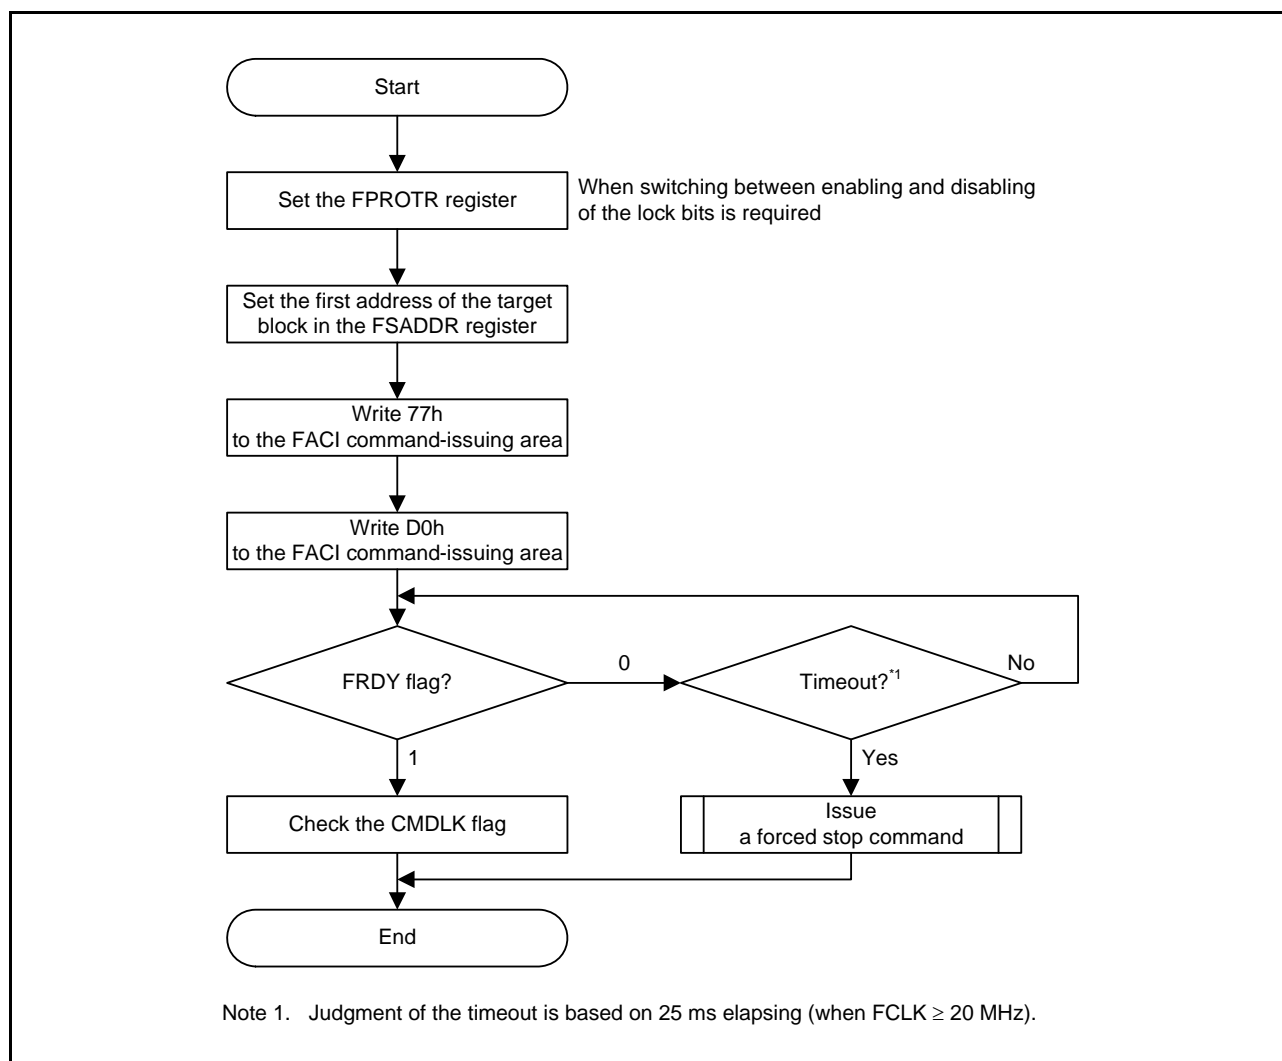 Start
Set the FPROTR register
When switching between enabling and disabling
of the lock bits is required
Set the first address of the target
block in the FSADDR register
Write 77h
to the FACI command-issuing area
Write D0h
to the FACI command-issuing area
FRDY flag?
0
Timeout?*1
No
1
Yes
Check the CMDLK flag
Issue
a forced stop command
End
Note 1. Judgment of the timeout is based on 25 ms elapsing (when FCLK ≥ 20 MHz).